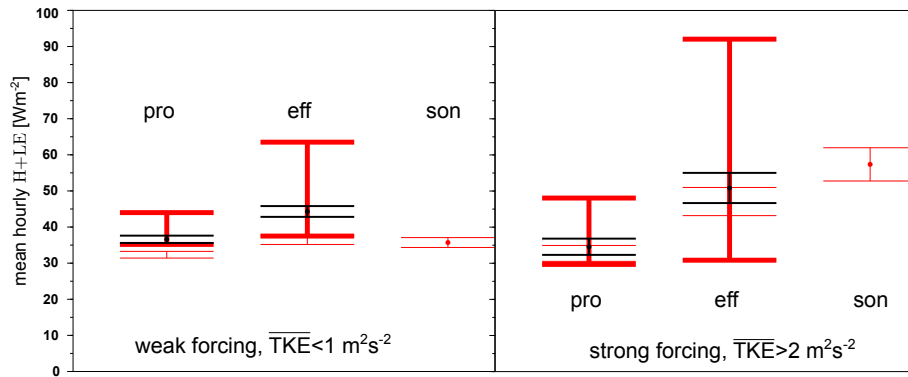 mean hourly H+LE [Wm-2]
100
90
80
70
60
50
40
30
20
10
0
pro eff son
weak forcing, TKE<1 m2s-2
pro eff son
strong forcing, TKE>2 m2s-2